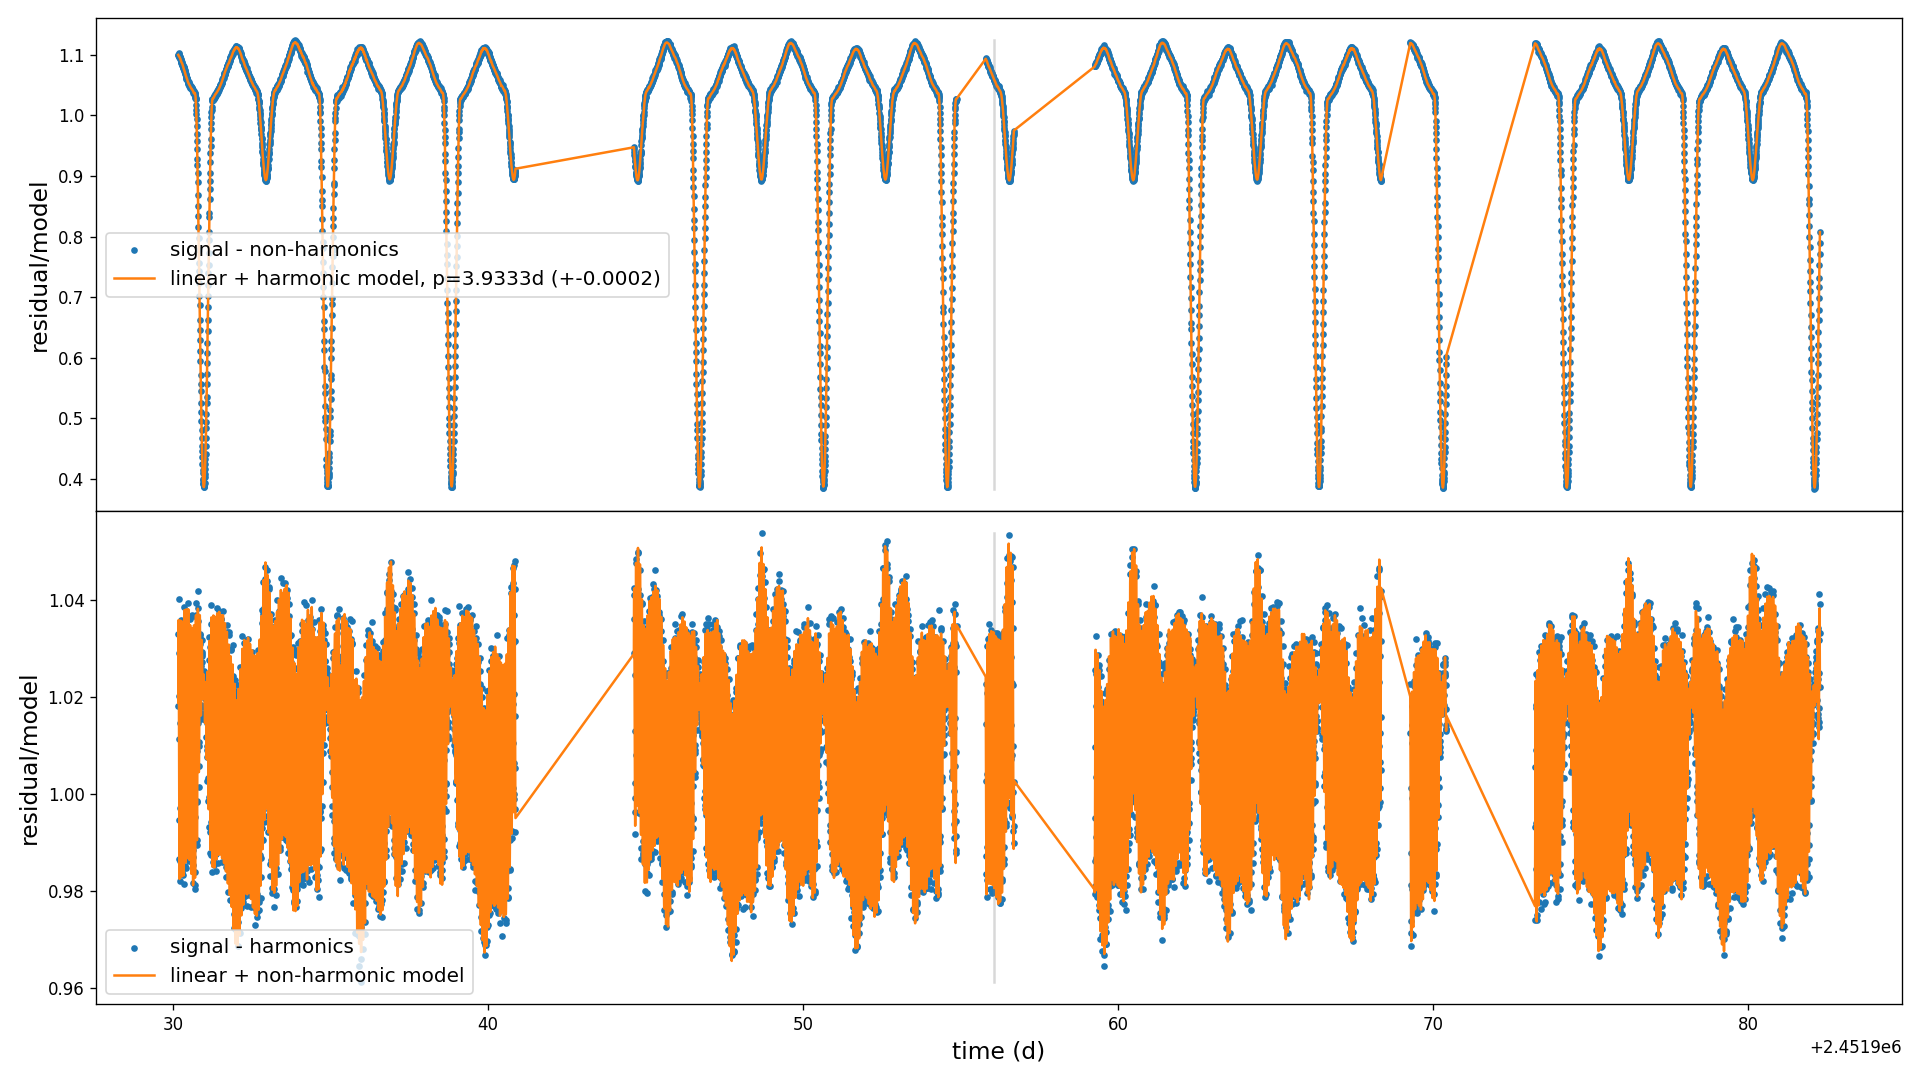 1.1
1.0
0.9
0.8
0.7
0.6
0.5
0.4
residual/model
signal - non-harmonics
linear + harmonic model, p=3.9333d (+-0.0002)
1.04
1.02
1.00
0.98
0.96
residual/model
signal - harmonics
linear + non-harmonic model
30 40 50 60 70 80
time (d)
+2.4519e6